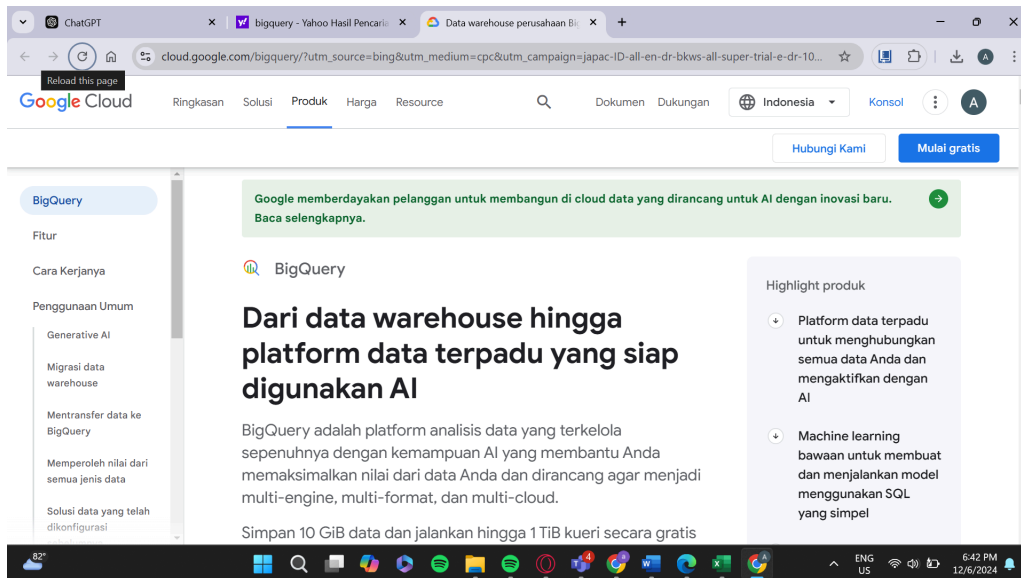 ChatGPT
bigquery - Yahoo Hasil Pencaria
Data warehouse perusahaan Bi
cloud.google.com/bigquery/?utm_source=bing&utm_medium=cpc&utm_campaign=japac-ID-all-en-dr-bkws-all-super-trial-e-dr-10...
A
Reload this page
Google Cloud
Ringkasan
Solusi
Produk
Harga
Resource
Dokumen
Dukungan
Indonesia
Konsol
A
Hubungi Kami
Mulai gratis
BigQuery
Fitur
Cara Kerjanya
Penggunaan Umum
Generative AI
Migrasi data
warehouse
Mentransfer data ke
BigQuery
Memperoleh nilai dari
semua jenis data
Solusi data yang telah
dikonfigurasi
Google memberdayakan pelanggan untuk membangun di cloud data yang dirancang untuk AI dengan inovasi baru.
Baca selengkapnya.
BigQuery
Dari data warehouse hingga
platform data terpadu yang siap
digunakan AI
BigQuery adalah platform analisis data yang terkelola
sepenuhnya dengan kemampuan AI yang membantu Anda
memaksimalkan nilai dari data Anda dan dirancang agar menjadi
multi-engine, multi-format, dan multi-cloud.
Simpan 10 GiB data dan jalankan hingga 1 TiB kueri secara gratis
Highlight produk
Platform data terpadu
untuk menghubungkan
semua data Anda dan
mengaktifkan dengan
AI
Machine learning
bawaan untuk membuat
dan menjalankan model
menggunakan SQL
yang simpel
82°
4
A
ENG
US
6:42 PM
12/6/2024